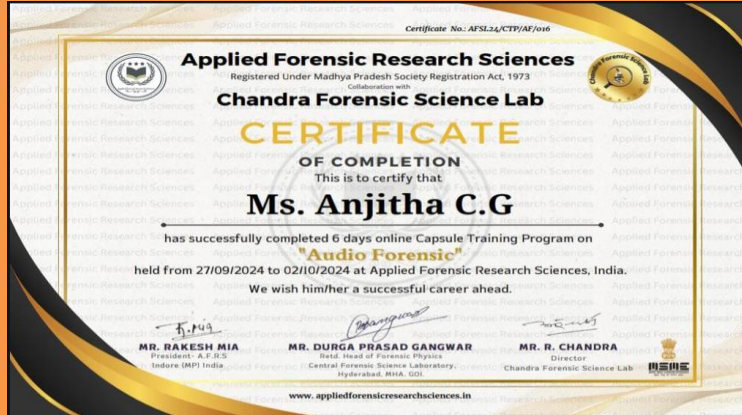 Certificate No.: AFSL24/CTP/AF/016
Applied Forensic Research Sciences
Registered Under Madhya Pradesh Society Registration Act, 1973
Collaboration with
Chandra Forensic Science Lab
CERTIFICATE
OF COMPLETION
This is to certify that
Ms. Anjitha C.G
has successfully completed 6 days online Capsule Training Program on
"Audio Forensic"
held from 27/09/2024 to 02/10/2024 at Applied Forensic Research Sciences, India.
We wish him/her a successful career ahead.
MR. RAKESH MIA
President- A.F.R.S
Indore (MP) India
MR. DURGA PRASAD GANGWAR
Retd. Head of Forensic Physics
Central Forensic Science Laboratory,
Hyderabad, MHA. GOI.
MR. R. CHANDRA
Director
Chandra Forensic Science Lab
MSME
www. appliedforensicresearchsciences.in